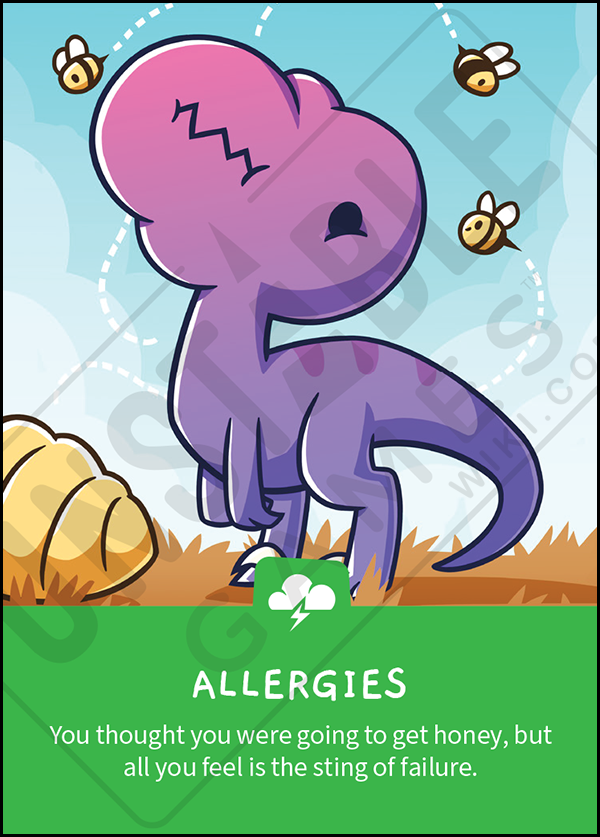 UNSTABLE
GAMES™
WIKI.COM
ALLERGIES
You thought you were going to get honey, but
all you feel is the sting of failure.